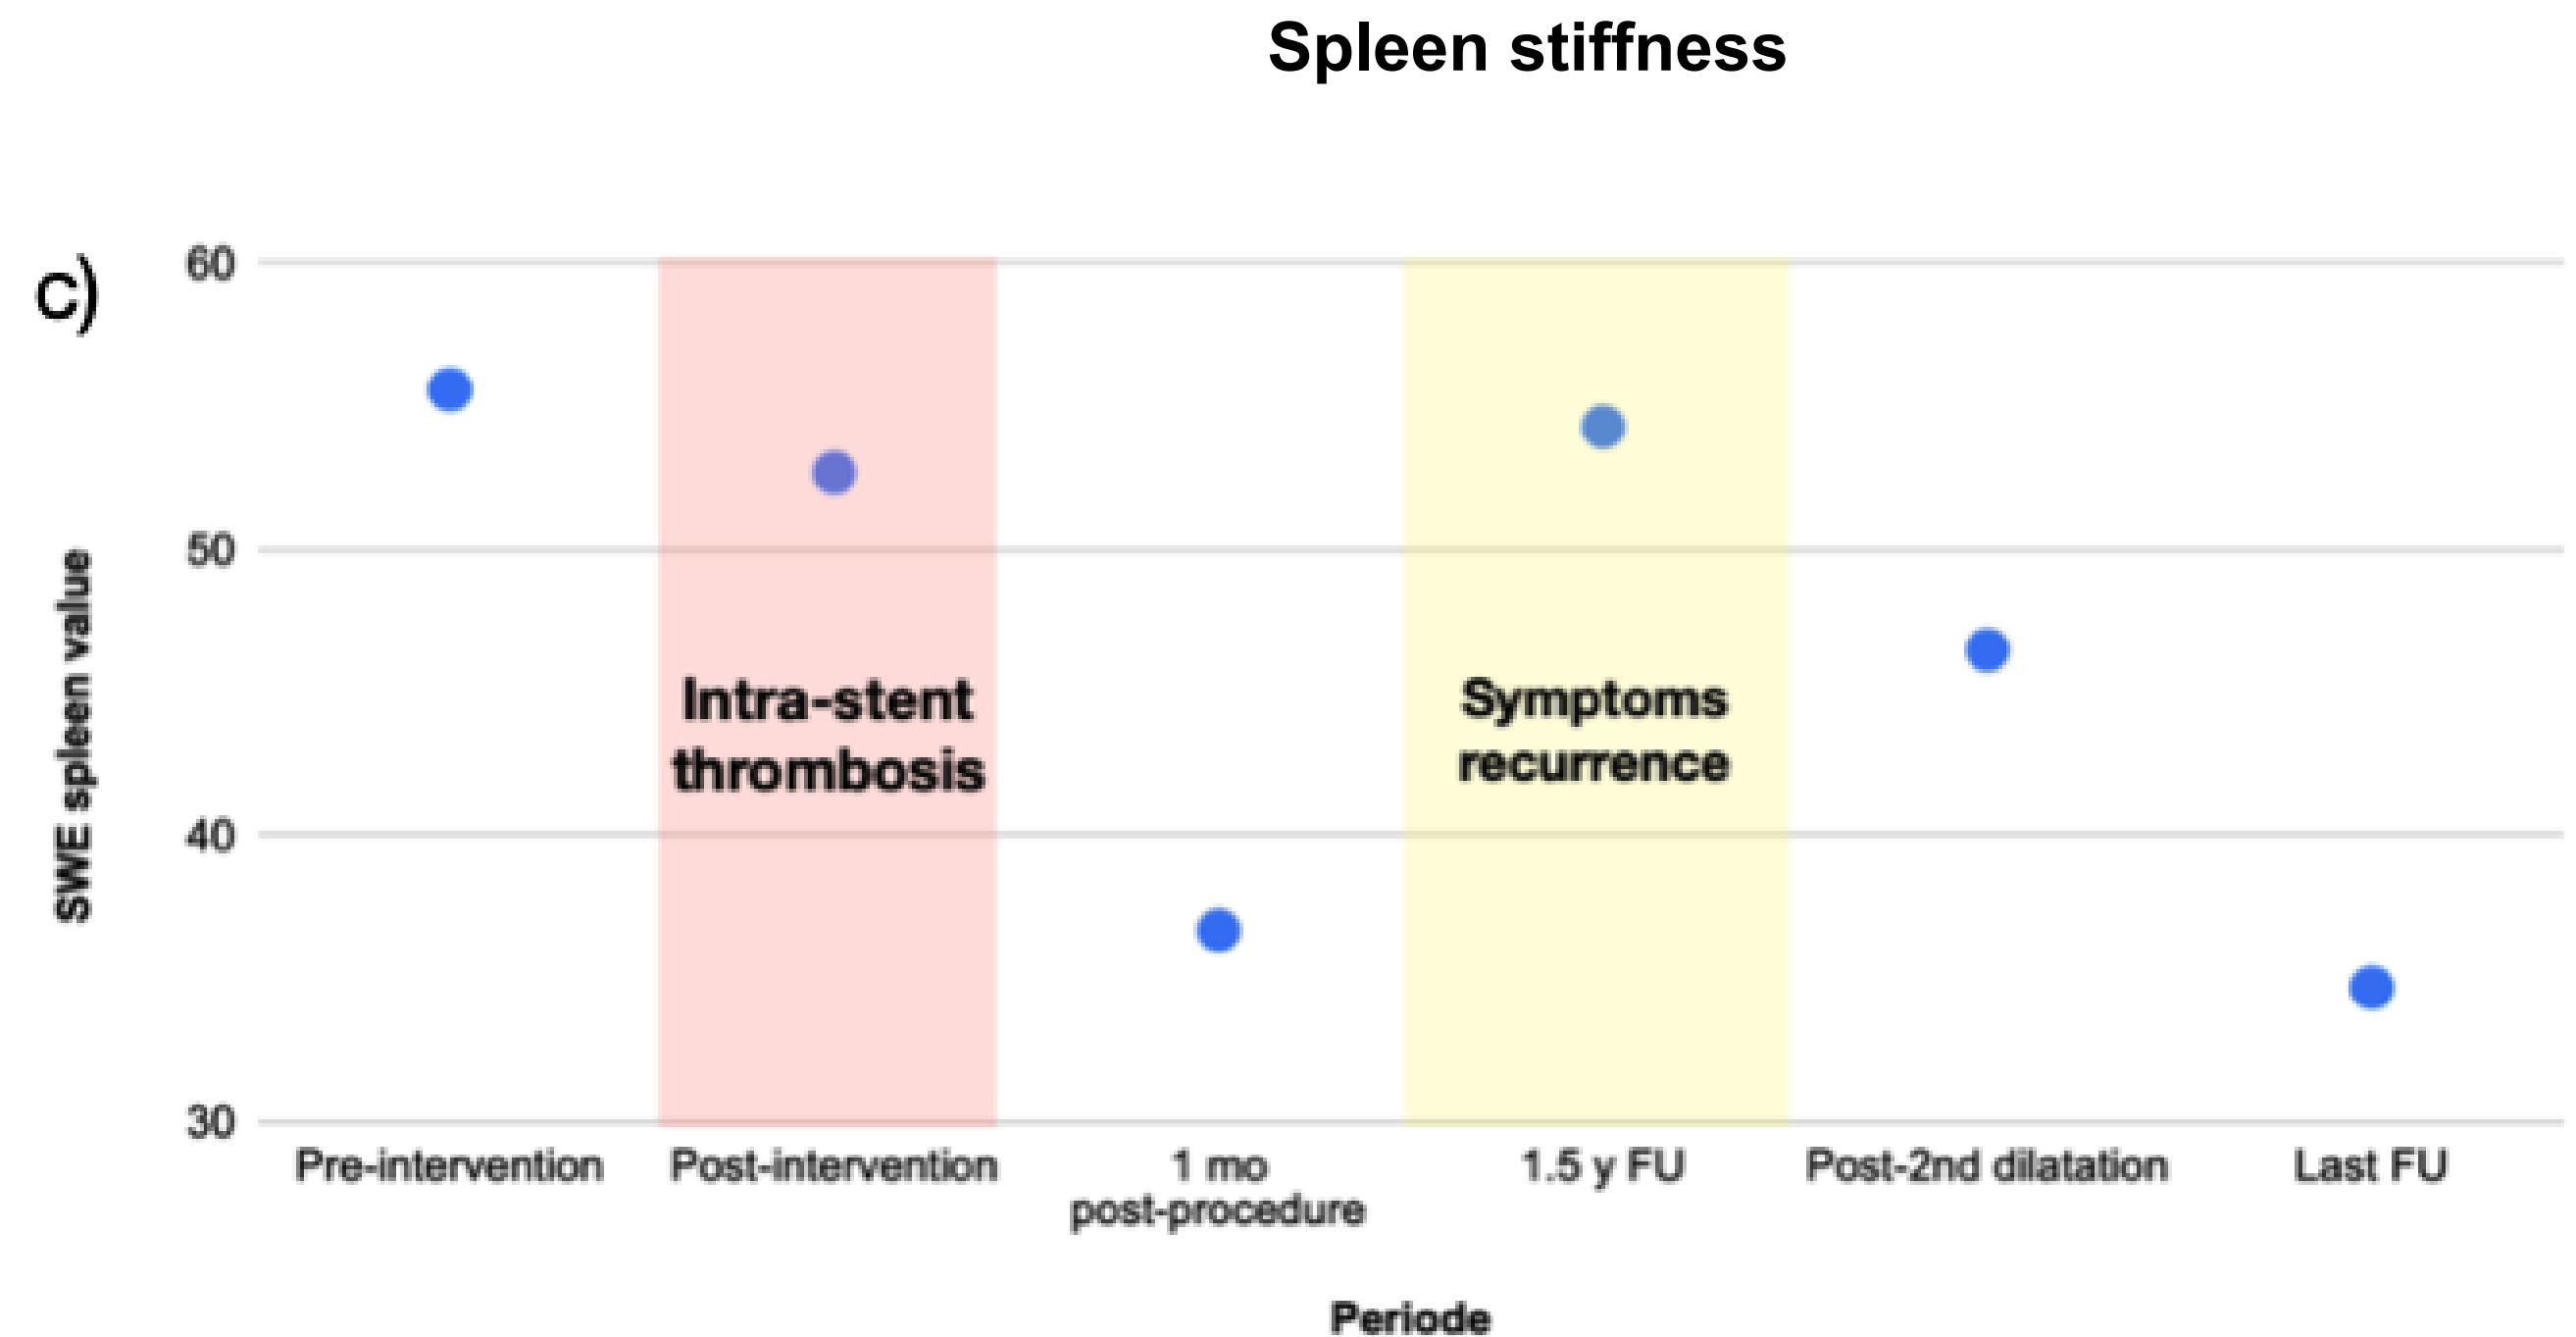 Spleen stiffness
c)
60
50
40
30
SWE spleen value
Intra-stent
thrombosis
Symptoms
recurrence
Pre-intervention
Post-intervention
1 mo
post-procedure
1.5 y FU
Post-2nd dilatation
Last FU
Periode